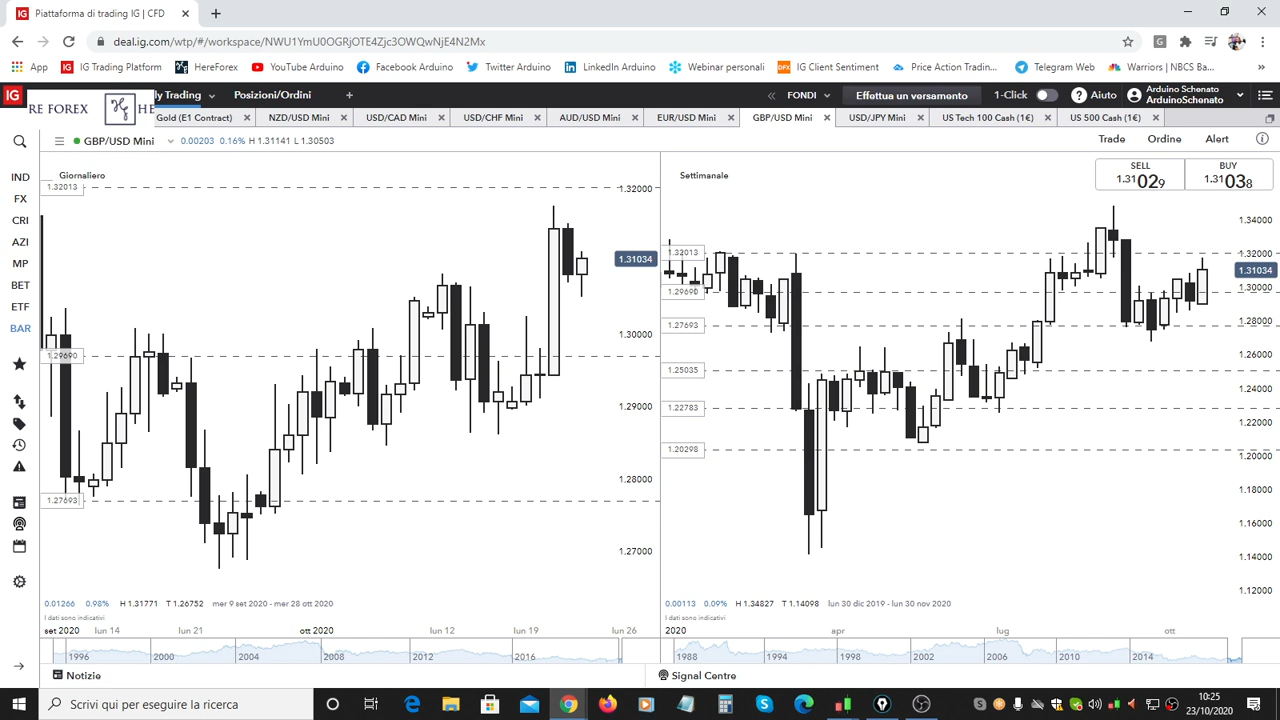 IG Piattaforma di trading IG | CFD
deal.ig.com/wtp/#/workspace/NWU1YmU0OGRjOTE4Zjc3OWQwNjE4N2Mx
App IG IG Trading Platform HereForex YouTube Arduino Facebook Arduino Twitter Arduino LinkedIn Arduino Webinar personali DFX IG Client Sentiment Price Action Tradin... Telegram Web Warriors | NBCS Ba...
IG RE FOREX HE ly Trading Posizioni/Ordini + FONDI Effettua un versamento 1-Click Aiuto Arduino Schenato
ArduinoSchenato
Gold (E1 Contract) NZD/USD Mini USD/CAD Mini USD/CHF Mini AUD/USD Mini EUR/USD Mini GBP/USD Mini USD/JPY Mini US Tech 100 Cash (1€) US 500 Cash (1€)
GBP/USD Mini 0.00203 0.16% H 1.31141 L 1.30503 Trade Ordine Alert
IND
FX
CRI
AZI
MP
BET
ETF
BAR
Giornaliero
1.32013
1.32000
1.31034
1.30000
1.29690
1.29000
1.28000
1.27693
1.27000
0.01266 0.98% H 1.31771 T 1.26752 mer 9 set 2020 - mer 28 ott 2020
I dati sono indicativi
set 2020 lun 14 lun 21 ott 2020 lun 12 lun 19 lun 26
1996 2000 2004 2008 2012 2016
Notizie
Settimanale
SELL BUY
1.31029 1.31038
1.34000
1.32013 1.32000
1.31034
1.29690 1.30000
1.27693 1.28000
1.26000
1.25035
1.24000
1.22783
1.22000
1.20298 1.20000
1.18000
1.16000
1.14000
1.12000
0.00113 0.09% H 1.34827 T 1.14098 lun 30 dic 2019 - lun 30 nov 2020
I dati sono indicativi
2020 apr lug ott
1988 1994 1998 2002 2006 2010 2014
Signal Centre
Scrivi qui per eseguire la ricerca
10:25
23/10/2020